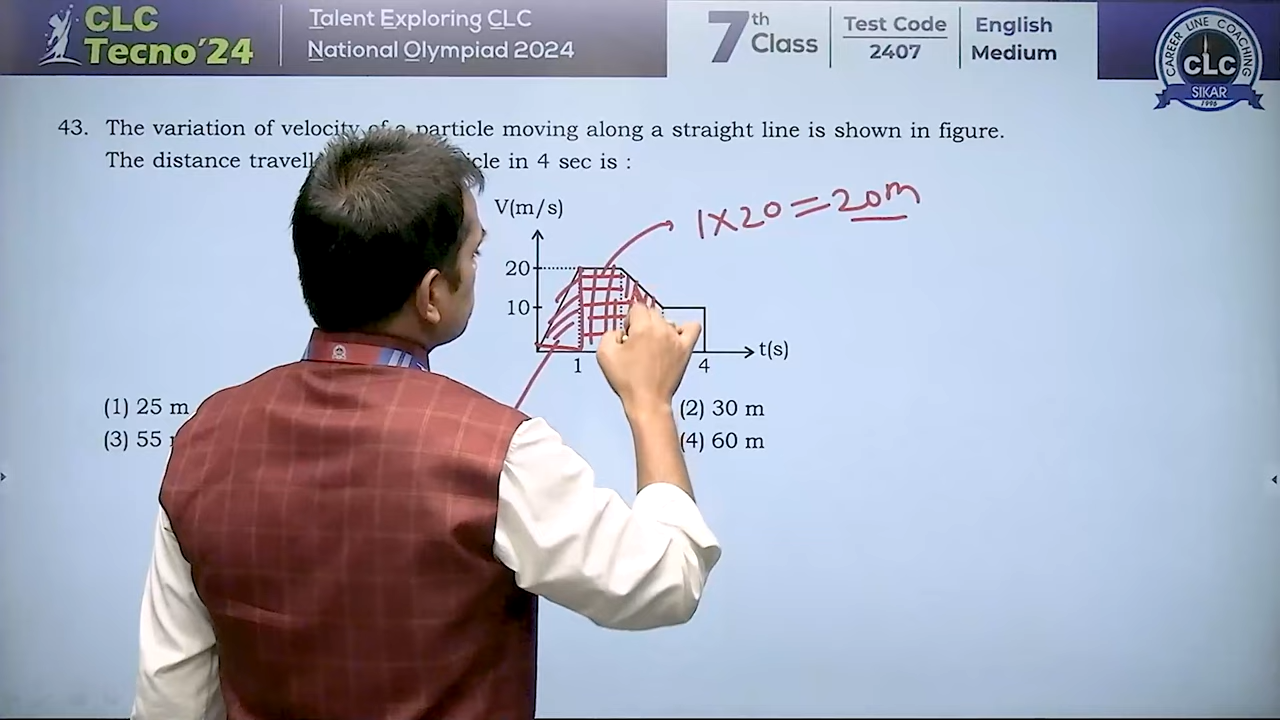 CLC
Tecno'24
Talent Exploring CLC
National Olympiad 2024
7th
Class
Test Code
2407
English
Medium
CAREER LINE COACHING
CLC
SIKAR
1996
43. The variation of velocity of a particle moving along a straight line is shown in figure.
The distance travell cle in 4 sec is :
V(m/s)
1×20=20m
20
10
t(s)
1 4
(1) 25 m (2) 30 m
(3) 55 (4) 60 m